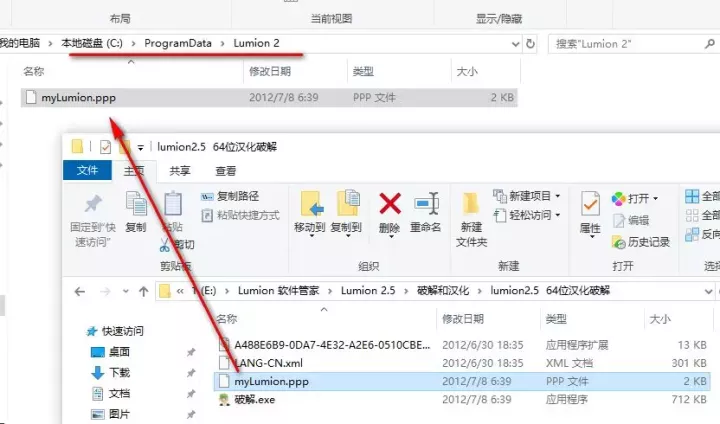 布局 当前视图 显示/隐藏
我的电脑 › 本地磁盘 (C:) › ProgramData › Lumion 2 搜索"Lumion 2"
名称 修改日期 类型 大小
myLumion.ppp 2012/7/8 6:39 PPP 文件 2 KB
lumion2.5 64位汉化破解
文件 主页 共享 查看
固定到"快速访问" 复制 粘贴 复制路径 粘贴快捷方式 剪切
移动到 复制到 删除 重命名
新建文件夹 新建项目 轻松访问
属性 打开 编辑 历史记录
全部 全部 反向
剪贴板 组织 新建 打开
(E:) › Lumion 软件管家 › Lumion 2.5 › 破解和汉化 › lumion2.5 64位汉化破解
快速访问
桌面
下载
文档
图片
名称 修改日期 类型 大小
A488E6B9-0DA7-4E32-A2E6-0510CBE... 2012/6/30 18:35 应用程序扩展 13 KB
LANG-CN.xml 2012/6/30 18:35 XML 文档 301 KB
myLumion.ppp 2012/7/8 6:39 PPP 文件 2 KB
破解.exe 2012/7/8 6:39 应用程序 712 KB